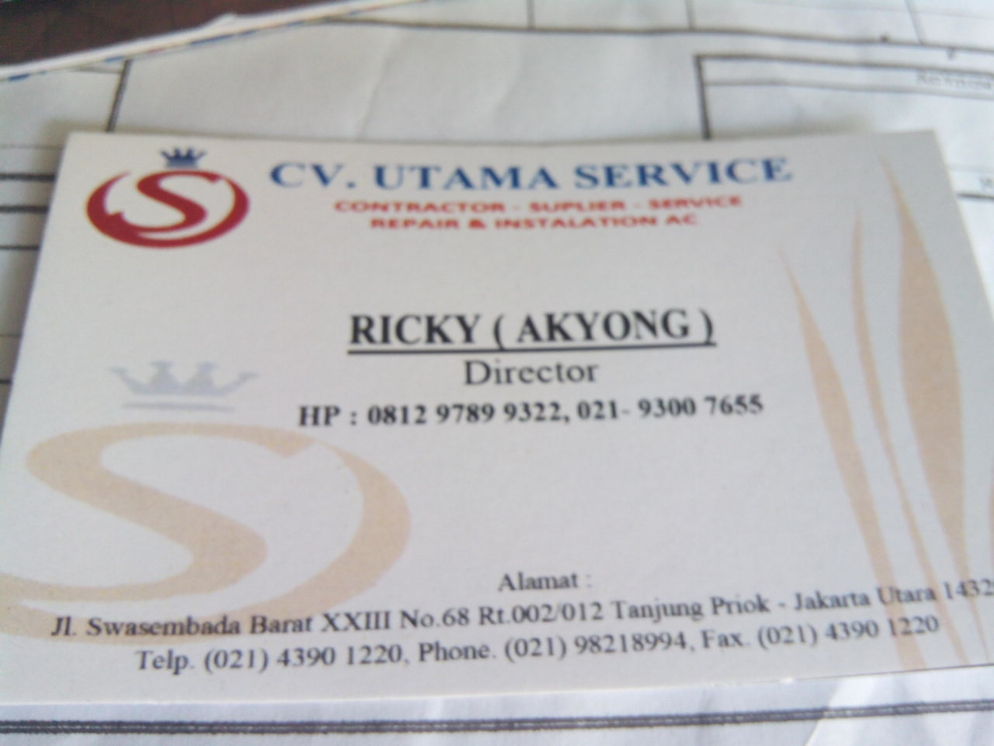 CV. UTAMA SERVICE
CONTRACTOR - SUPLIER - SERVICE
REPAIR & INSTALATION AC
RICKY ( AKYONG )
Director
HP : 0812 9789 9322, 021- 9300 7655
Alamat :
Jl. Swasembada Barat XXIII No.68 Rt.002/012 Tanjung Priok - Jakarta Utara
Telp. (021) 4390 1220, Phone. (021) 98218994, Fax. (021) 4390 1220